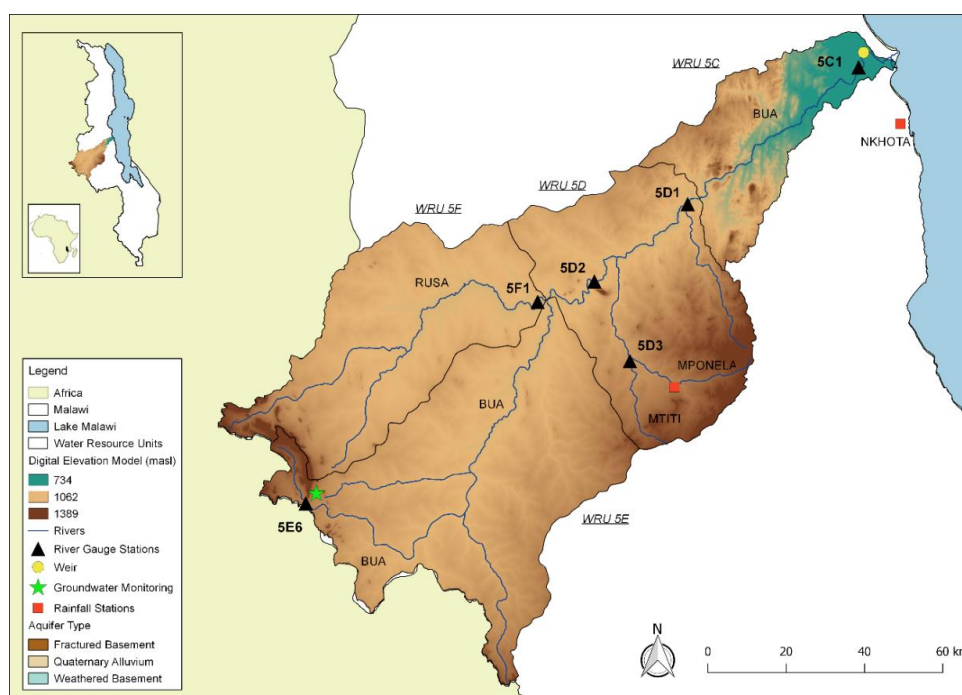 WRU 5C
5C1
BUA
NKHOTA
WRU 5D
5D1
WRU 5F
5D2
RUSA
5F1
5D3
MPONELA
BUA
MTITI
5E6
WRU 5E
BUA
Legend
Africa
Malawi
Lake Malawi
Water Resource Units
Digital Elevation Model (masl)
734
1062
1389
Rivers
River Gauge Stations
Weir
Groundwater Monitoring
Rainfall Stations
Aquifer Type
Fractured Basement
Quaternary Alluvium
Weathered Basement
N
0 20 40 60 km